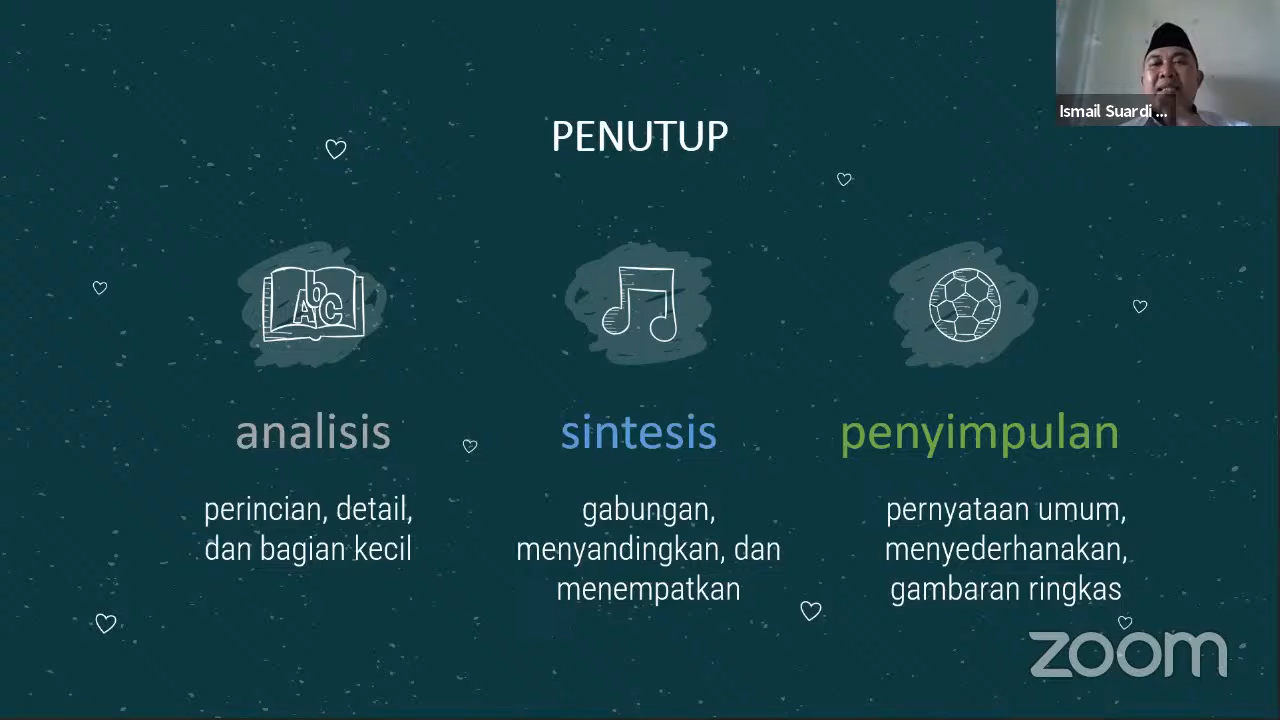 Ismail Suardi ...
PENUTUP
ABC
analisis
perincian, detail,
dan bagian kecil
sintesis
gabungan,
menyandingkan, dan
menempatkan
penyimpulan
pernyataan umum,
menyederhanakan,
gambaran ringkas
zoom